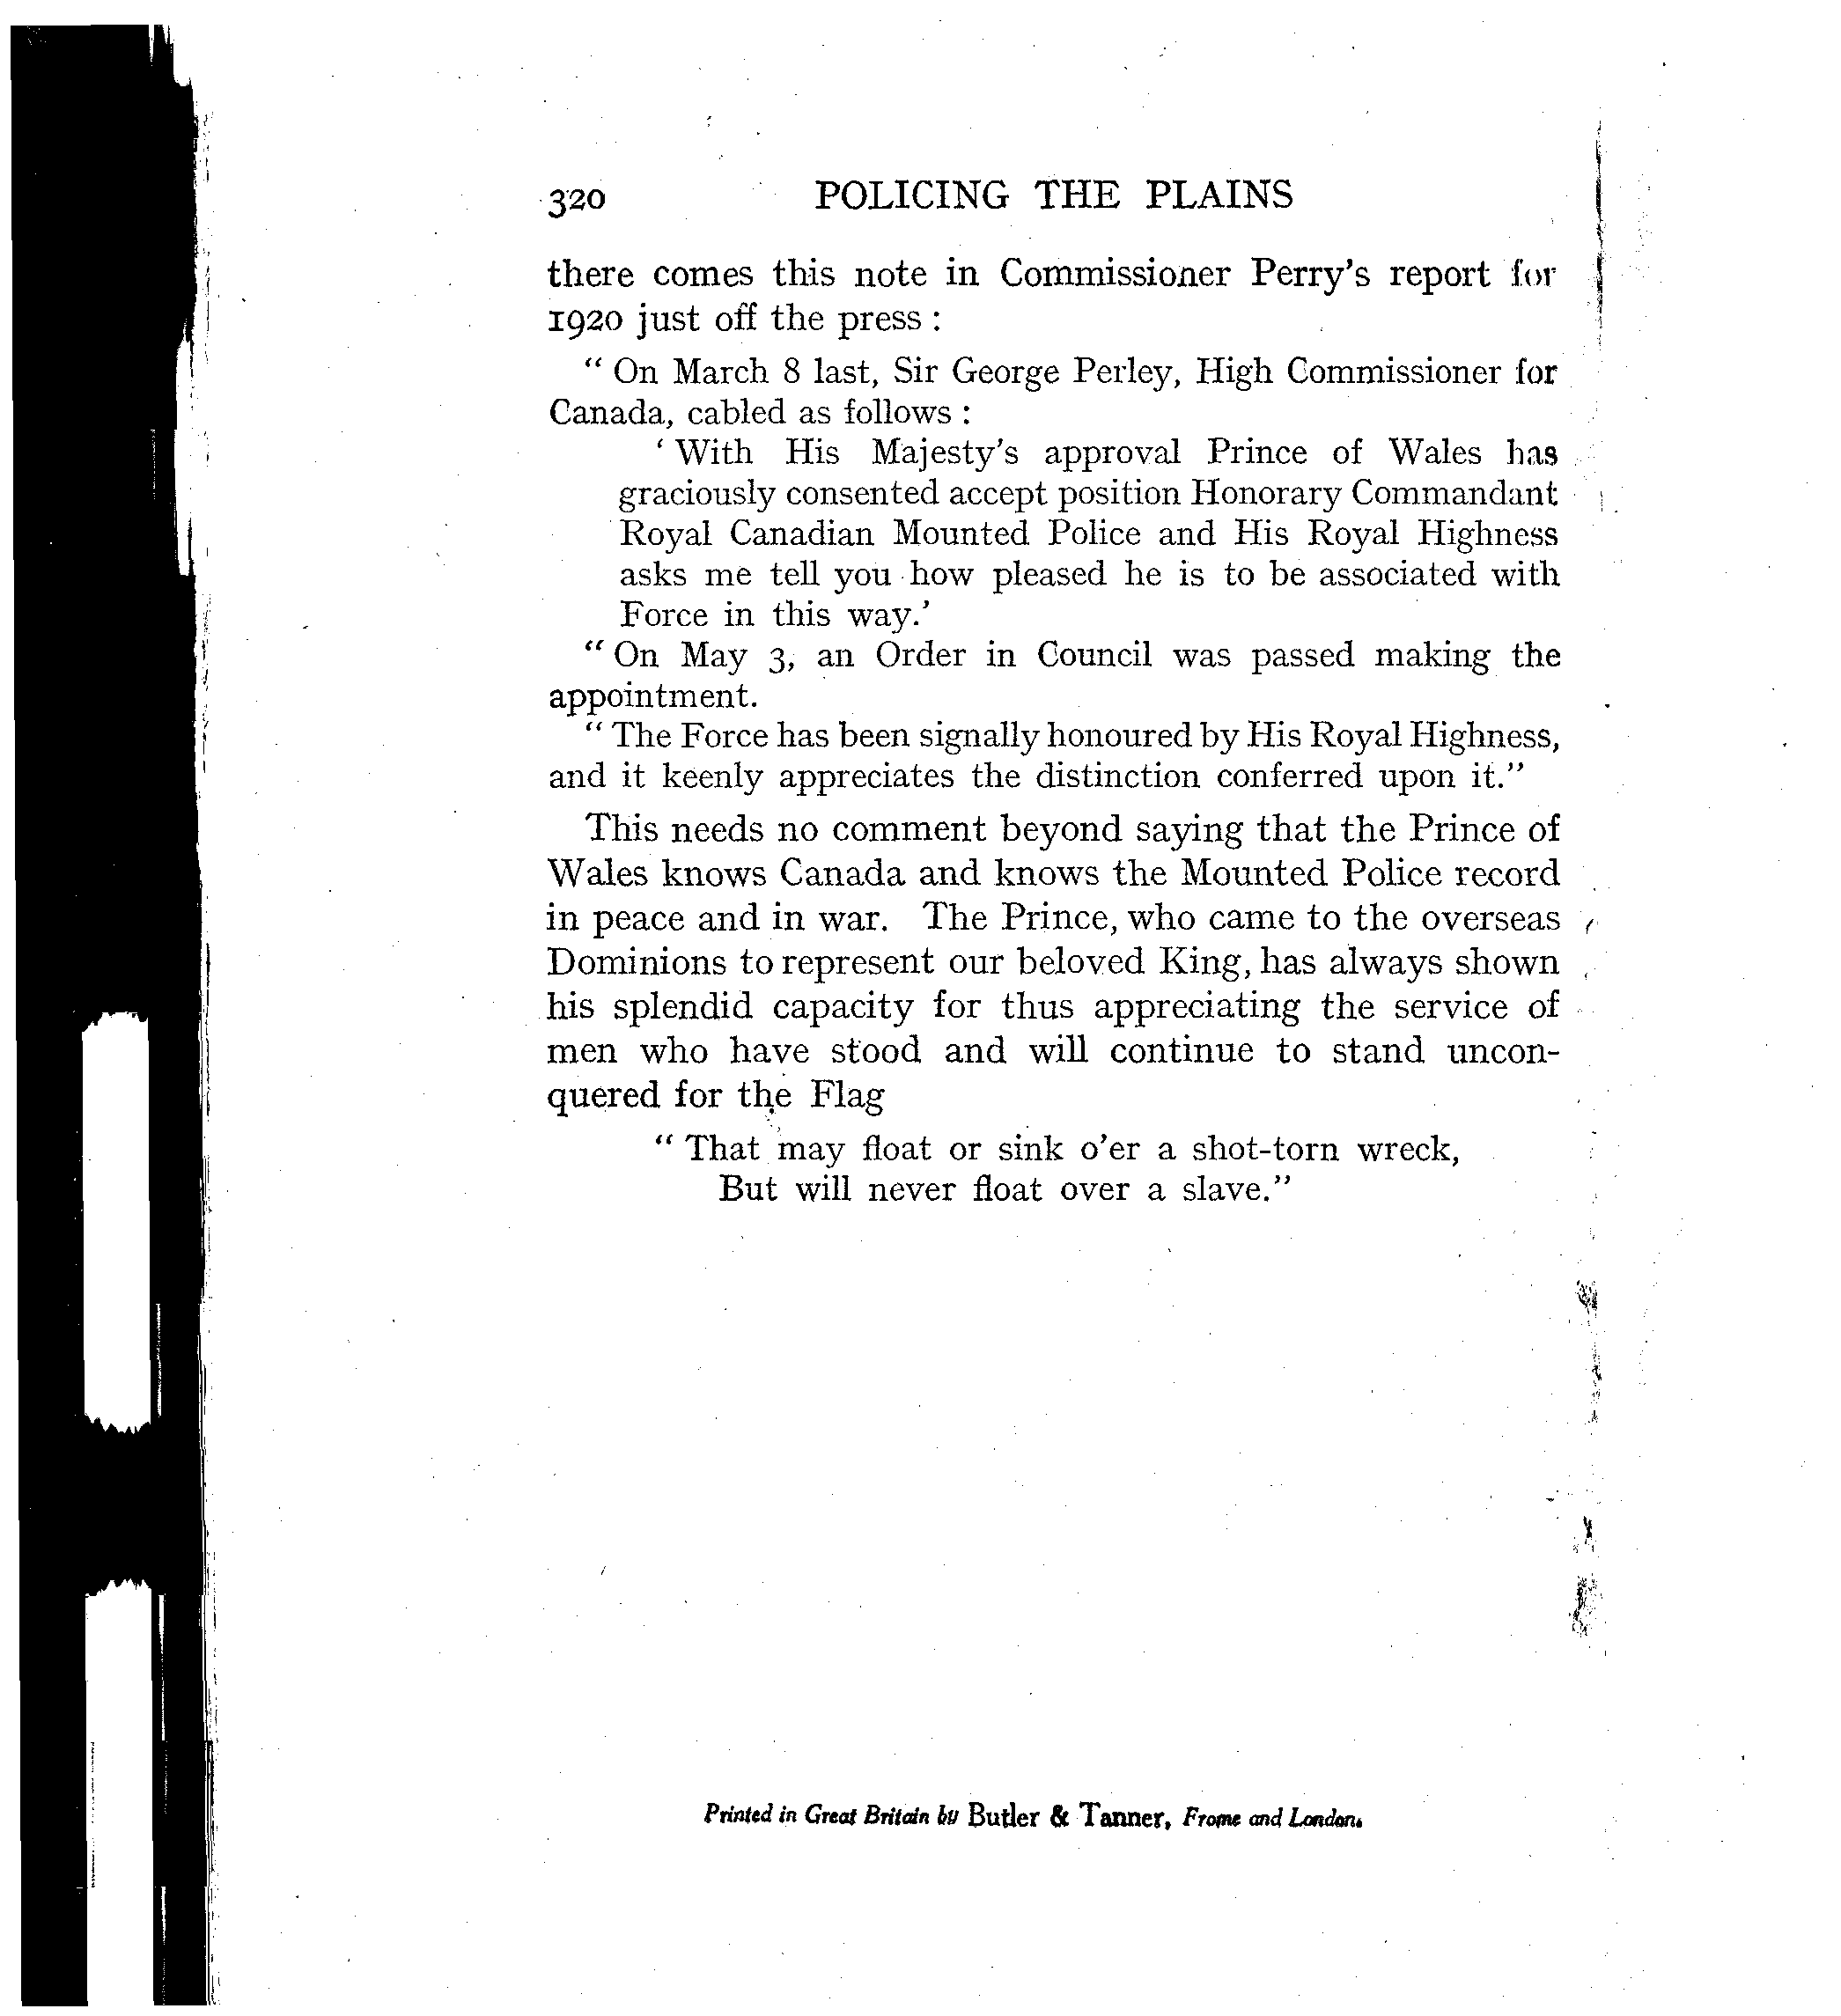 320 POLICING THE PLAINS
there comes this note in Commissioner Perry's report for
1920 just off the press :
" On March 8 last, Sir George Perley, High Commissioner for
Canada, cabled as follows :
' With His Majesty's approval Prince of Wales has
graciously consented accept position Honorary Commandant
Royal Canadian Mounted Police and His Royal Highness
asks me tell you how pleased he is to be associated with
Force in this way.'
" On May 3, an Order in Council was passed making the
appointment.
" The Force has been signally honoured by His Royal Highness,
and it keenly appreciates the distinction conferred upon it."
This needs no comment beyond saying that the Prince of
Wales knows Canada and knows the Mounted Police record
in peace and in war. The Prince, who came to the overseas
Dominions to represent our beloved King, has always shown
his splendid capacity for thus appreciating the service of
men who have stood and will continue to stand uncon-
quered for the Flag
" That may float or sink o'er a shot-torn wreck,
But will never float over a slave."
Printed in Great Britain by Butler & Tanner, Frome and London.